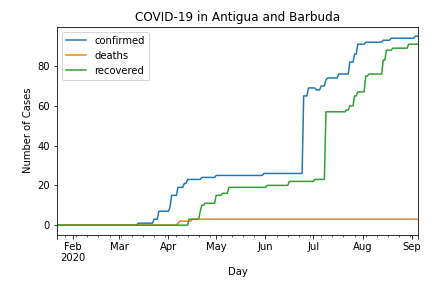 COVID-19 in Antigua and Barbuda
confirmed
deaths
recovered
Number of Cases
80
60
40
20
0
Feb
2020
Mar
Apr
May
Jun
Jul
Aug
Sep
Day